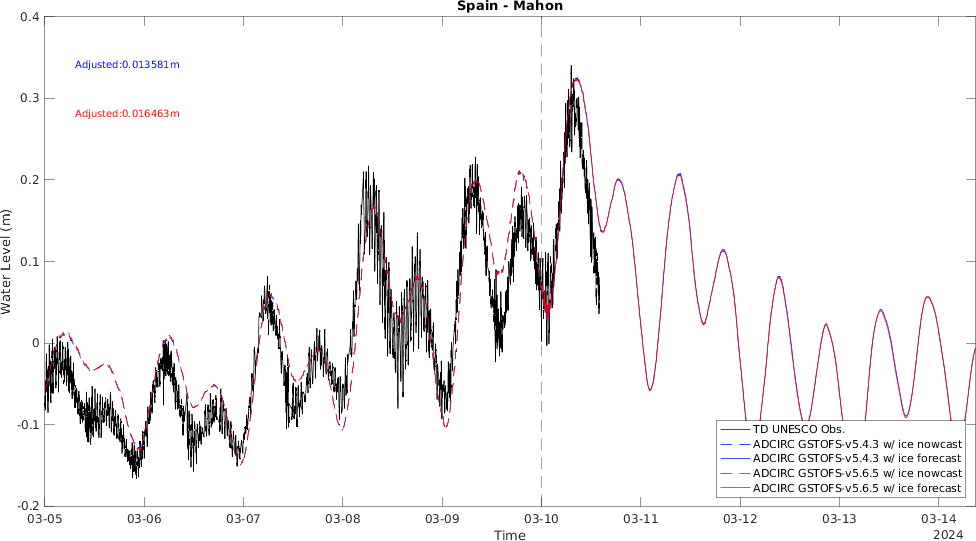 Spain - Mahon
0.4
0.3
0.2
0.1
0
-0.1
-0.2
Water Level (m)
Adjusted:0.013581m
Adjusted:0.016463m
TD UNESCO Obs.
ADCIRC GSTOFS-v5.4.3 w/ ice nowcast
ADCIRC GSTOFS-v5.4.3 w/ ice forecast
ADCIRC GSTOFS-v5.6.5 w/ ice nowcast
ADCIRC GSTOFS-v5.6.5 w/ ice forecast
03-05 03-06 03-07 03-08 03-09 03-10 03-11 03-12 03-13 03-14
Time
2024